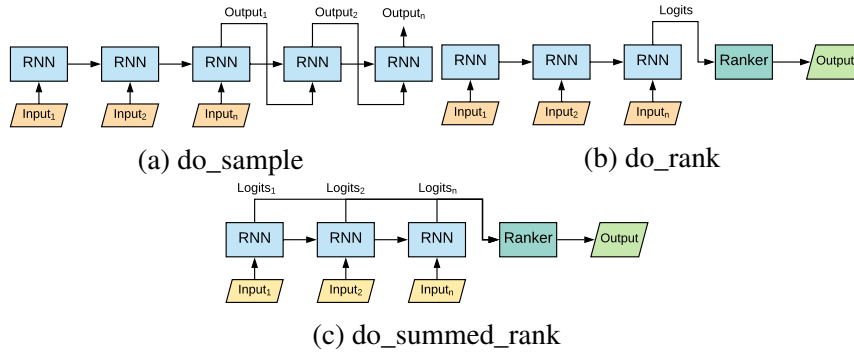 Output₁ Output₂ Outputₙ
RNN RNN RNN RNN RNN
Input₁ Input₂ Inputₙ
(a) do_sample
Logits
RNN RNN RNN Ranker Output
Input₁ Input₂ Inputₙ
(b) do_rank
Logits₁ Logits₂ Logitsₙ
RNN RNN RNN Ranker Output
Input₁ Input₂ Inputₙ
(c) do_summed_rank